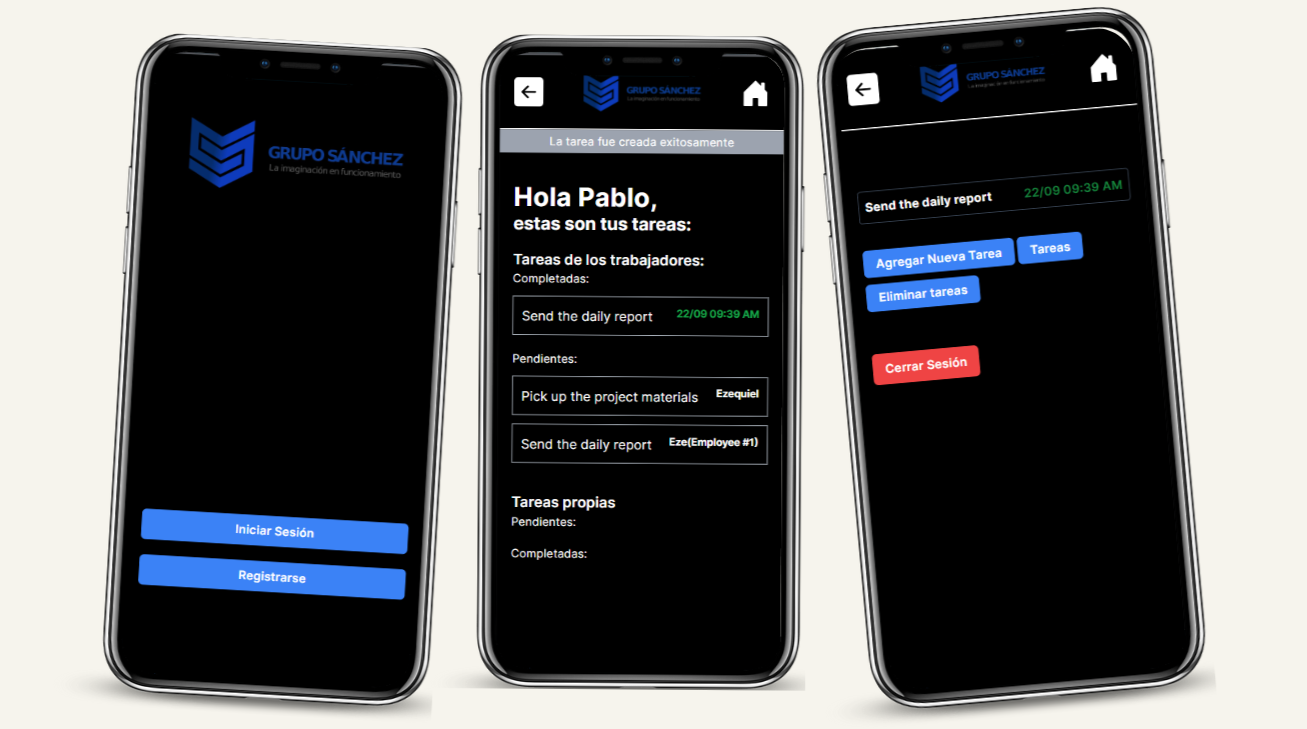 GRUPO SÁNCHEZ
La imaginación en funcionamiento
Iniciar Sesión
Registrarse
GRUPO SÁNCHEZ
La imaginación en funcionamiento
La tarea fue creada exitosamente
Hola Pablo,
estas son tus tareas:
Tareas de los trabajadores:
Completadas:
Send the daily report 22/09 09:39 AM
Pendientes:
Pick up the project materials Ezequiel
Send the daily report Eze(Employee #1)
Tareas propias
Pendientes:
Completadas:
GRUPO SÁNCHEZ
La imaginación en funcionamiento
Send the daily report 22/09 09:39 AM
Agregar Nueva Tarea Tareas
Eliminar tareas
Cerrar Sesión